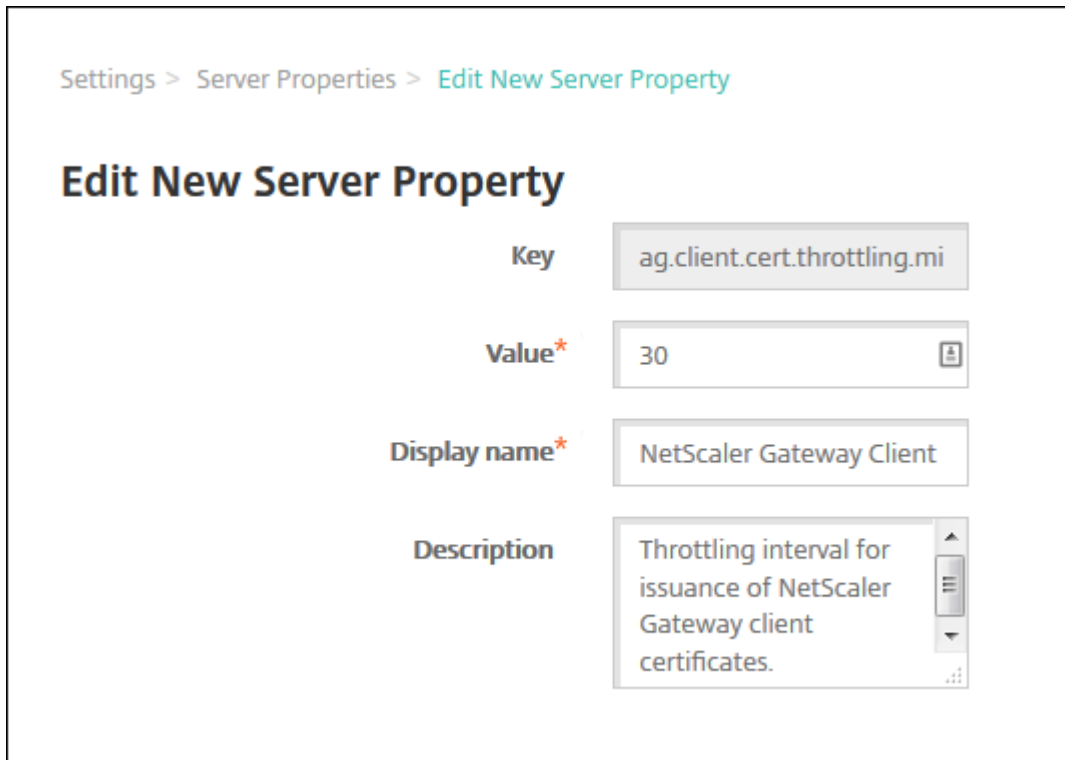 Settings > Server Properties > Edit New Server Property
Edit New Server Property
Key
ag.client.cert.throttling.mi
Value*
30
Display name*
NetScaler Gateway Client
Description
Throttling interval for
issuance of NetScaler
Gateway client
certificates.